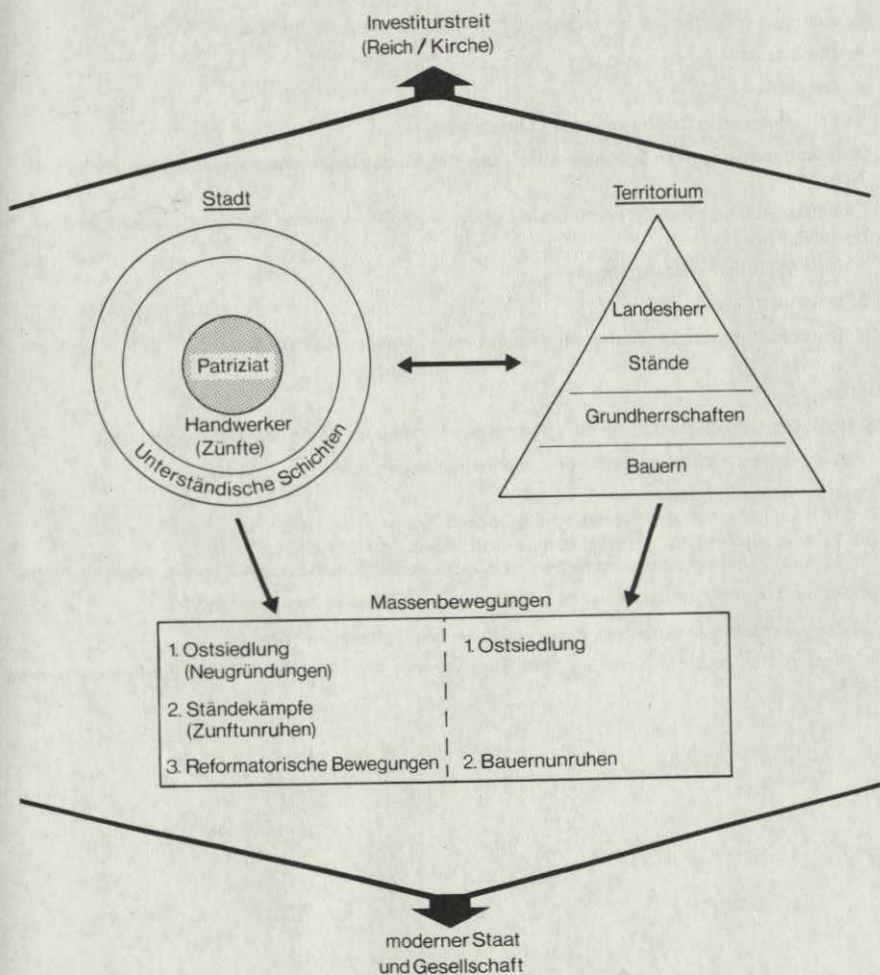 Investiturstreit
(Reich / Kirche)
Stadt
Territorium
Patriziat
Handwerker
(Zünfte)
Unterständische Schichten
Landesherr
Stände
Grundherrschaften
Bauern
Massenbewegungen
1. Ostsiedlung
(Neugründungen)
2. Ständekämpfe
(Zunftunruhen)
3. Reformatorische Bewegungen
1. Ostsiedlung
2. Bauernunruhen
moderner Staat
und Gesellschaft